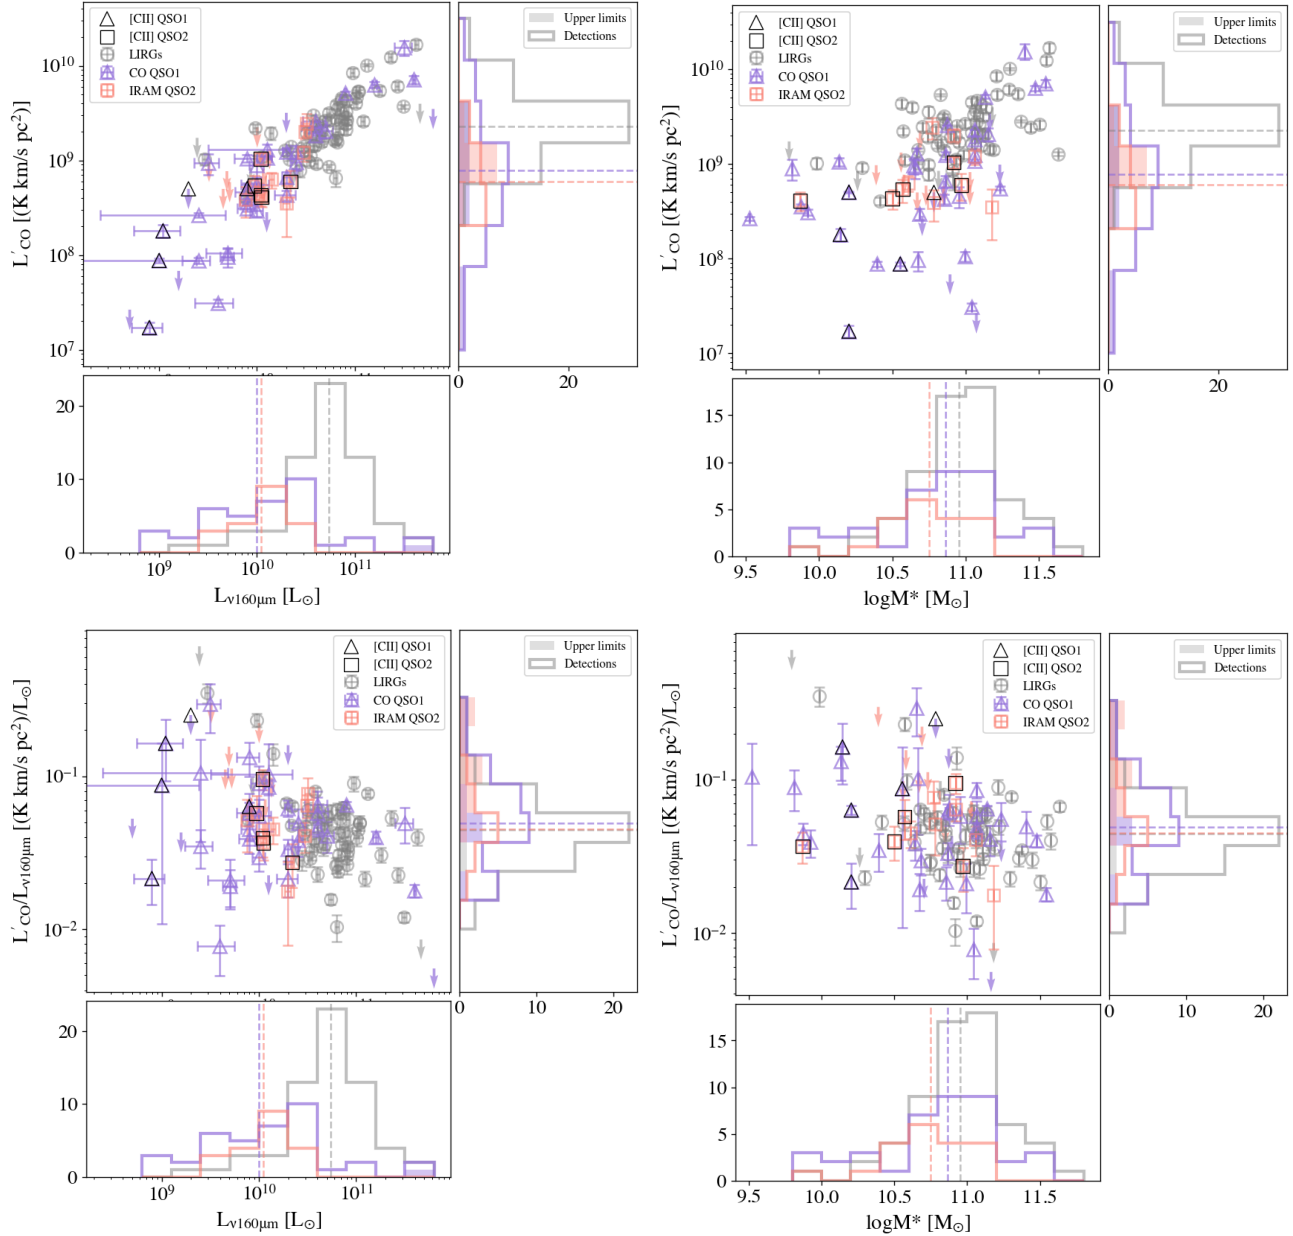 [CII] QSO1
[CII] QSO2
LIRGs
CO QSO1
IRAM QSO2
Upper limits
Detections
10^10
10^9
10^8
10^7
L'CO [(K km/s pc²)]
0 20
20
10
0
10^9 10^10 10^11
Lν160μm [L⊙]
[CII] QSO1
[CII] QSO2
LIRGs
CO QSO1
IRAM QSO2
Upper limits
Detections
10^10
10^9
10^8
10^7
L'CO [(K km/s pc²)]
0 20
15
10
5
0
9.5 10.0 10.5 11.0 11.5
logM* [M⊙]
[CII] QSO1
[CII] QSO2
LIRGs
CO QSO1
IRAM QSO2
Upper limits
Detections
10^-1
10^-2
L'CO/Lν160μm [(K km/s pc²)/L⊙]
0 10 20
20
10
0
10^9 10^10 10^11
Lν160μm [L⊙]
[CII] QSO1
[CII] QSO2
LIRGs
CO QSO1
IRAM QSO2
Upper limits
Detections
10^-1
10^-2
L'CO/Lν160μm [(K km/s pc²)/L⊙]
0 10 20
15
10
5
0
9.5 10.0 10.5 11.0 11.5
logM* [M⊙]